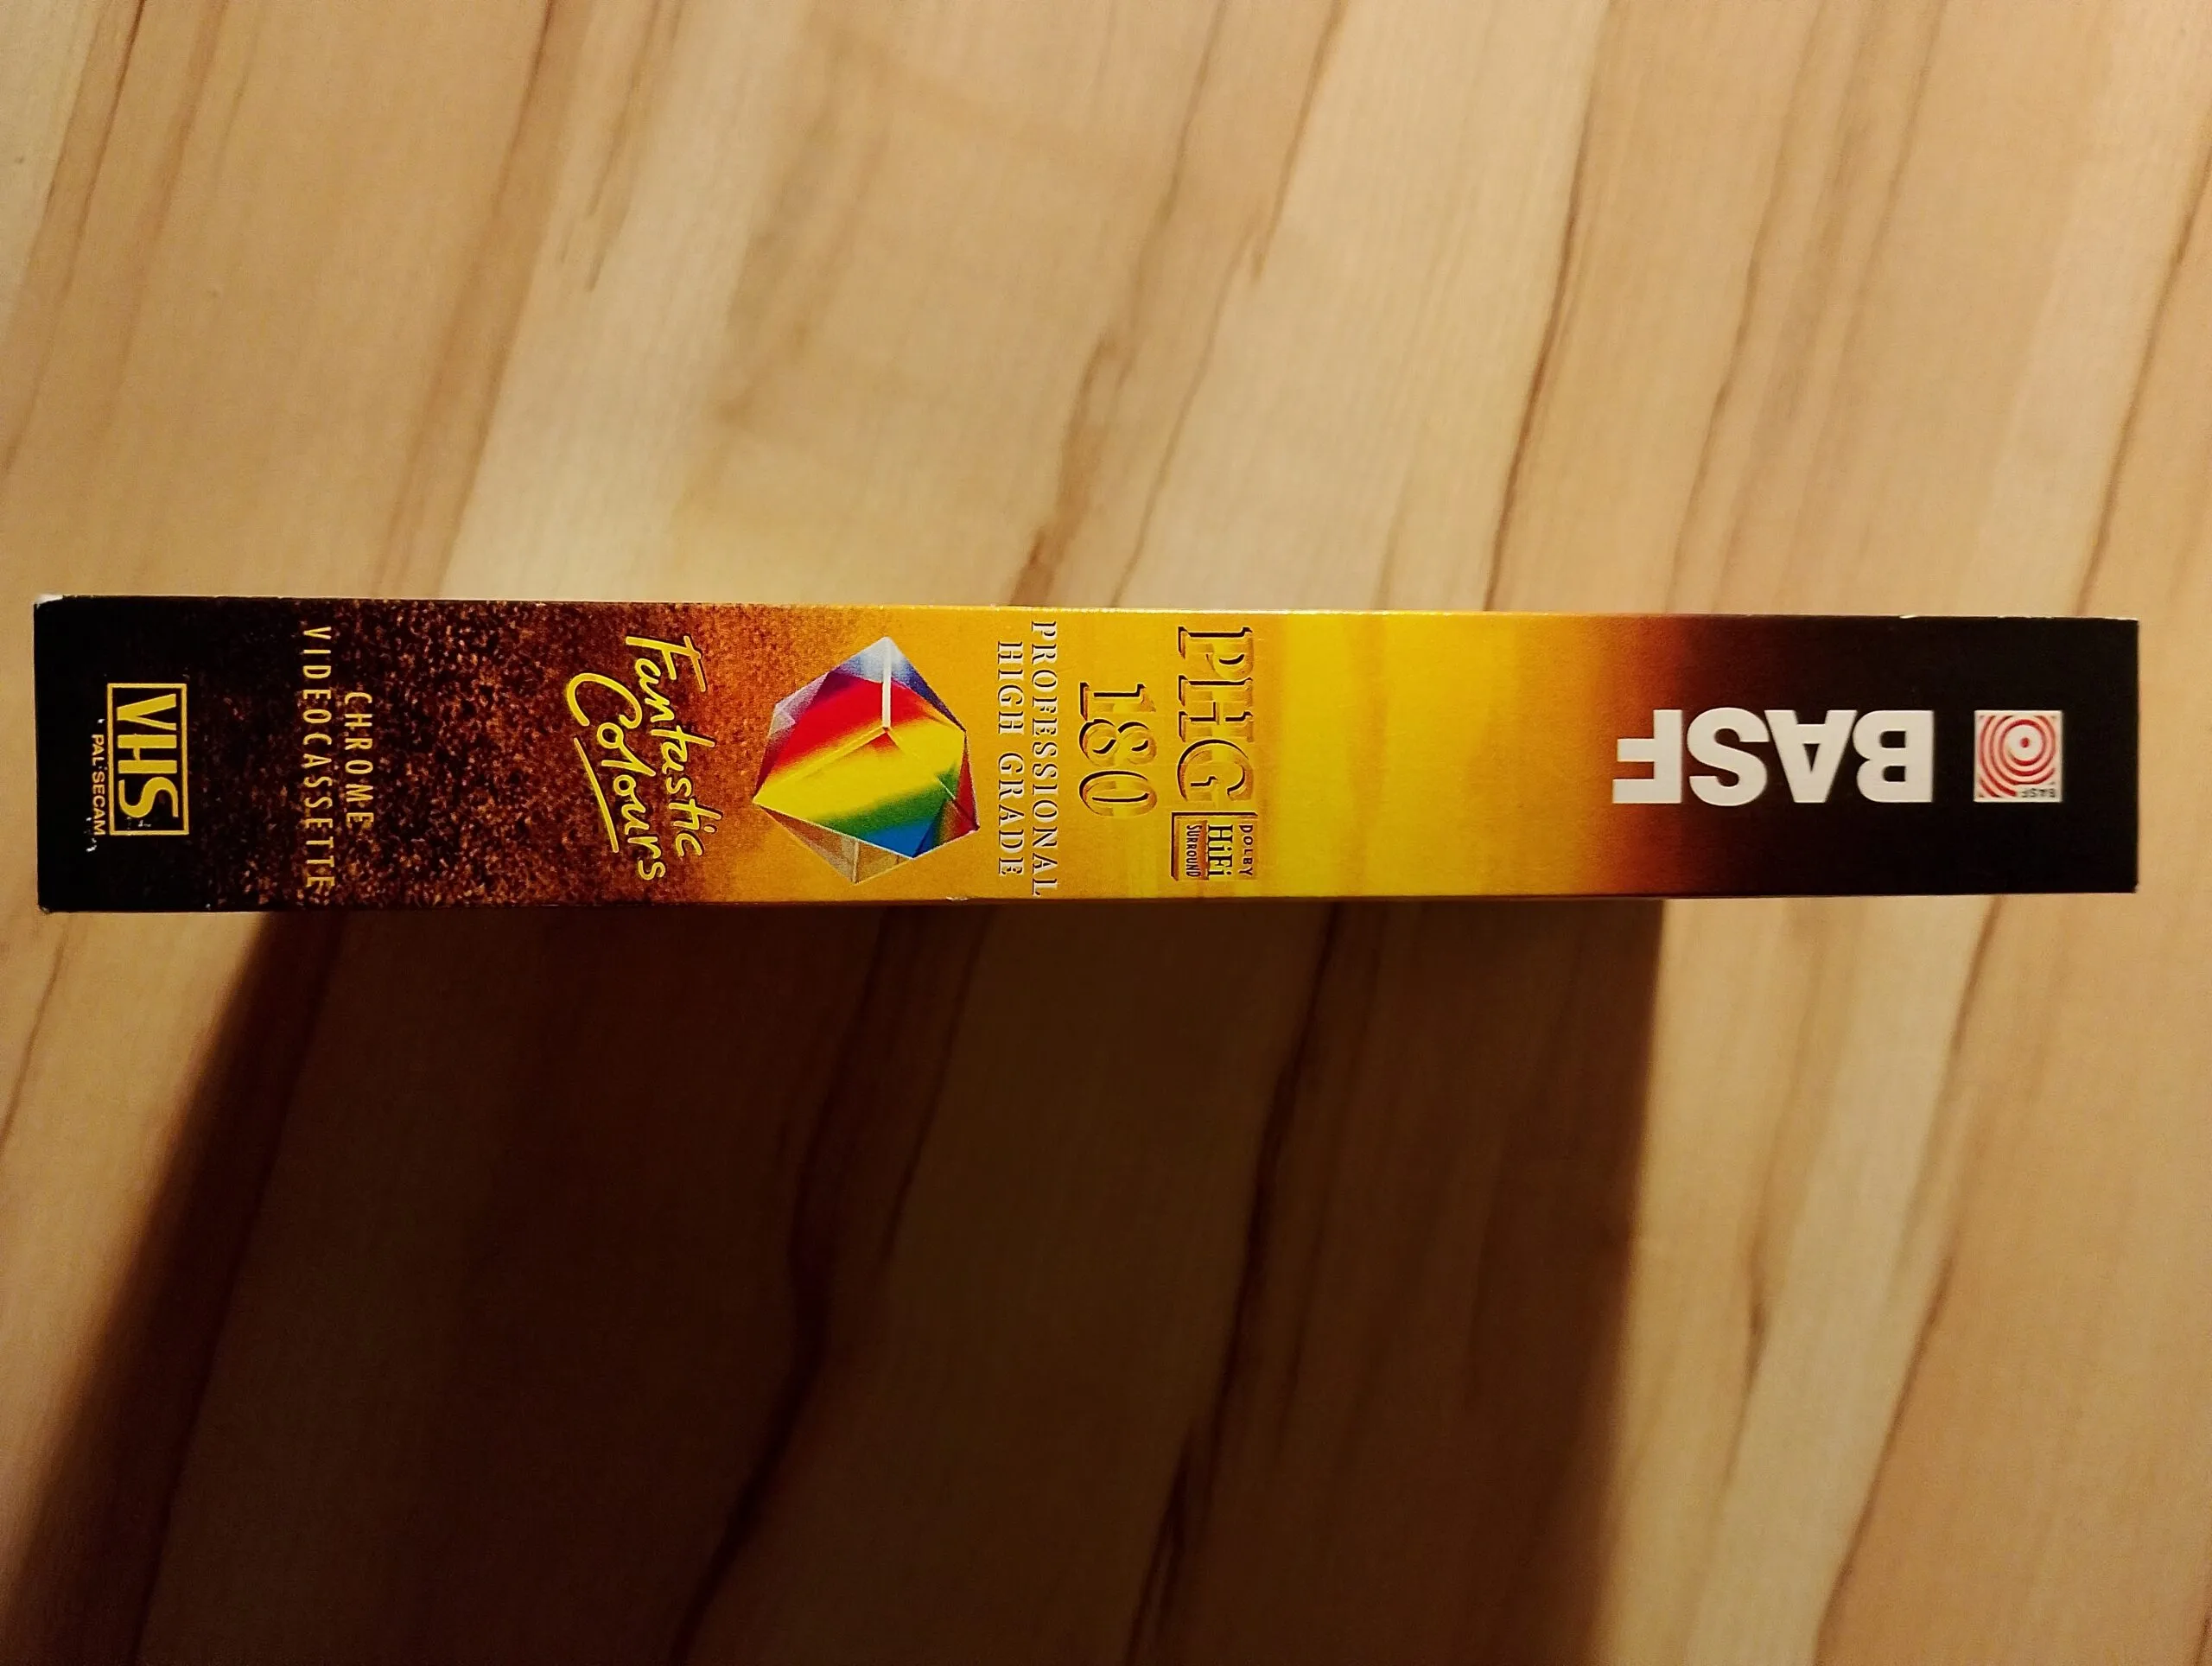 BASF
BASF
PHG
DOLBY
HiFi
SURROUND
180
PROFESSIONAL
HIGH GRADE
Fantastic
Colours
CHROME
VIDEOCASSETTE
VHS
PAL·SECAM